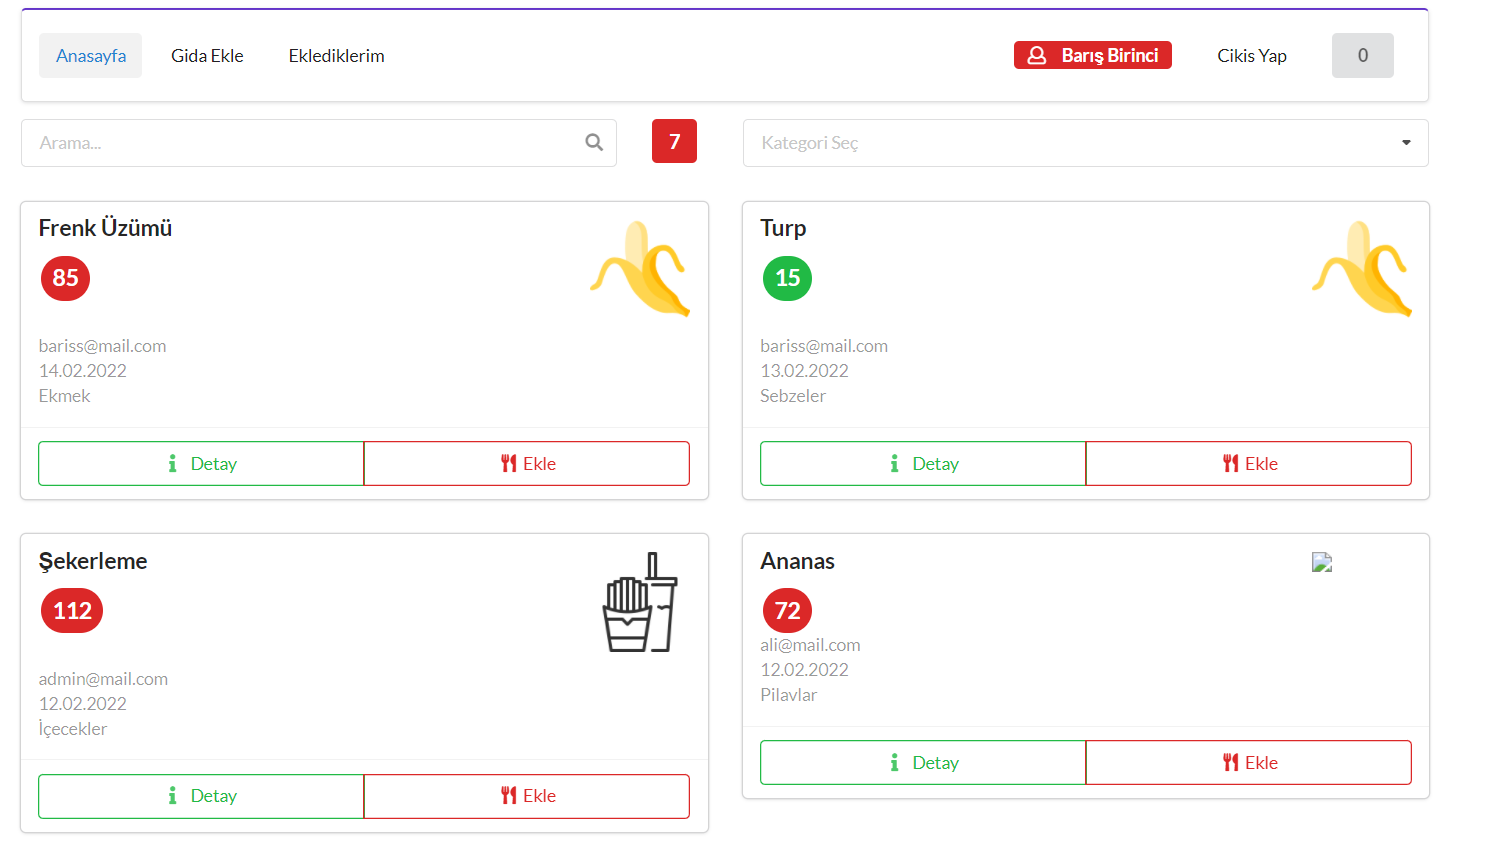 Anasayfa Gida Ekle Eklediklerim Barış Birinci Cikis Yap 0
Arama... 7 Kategori Seç
Frenk Üzümü
85
bariss@mail.com
14.02.2022
Ekmek
Detay Ekle
Turp
15
bariss@mail.com
13.02.2022
Sebzeler
Detay Ekle
Şekerleme
112
admin@mail.com
12.02.2022
İçecekler
Detay Ekle
Ananas
72
ali@mail.com
12.02.2022
Pilavlar
Detay Ekle